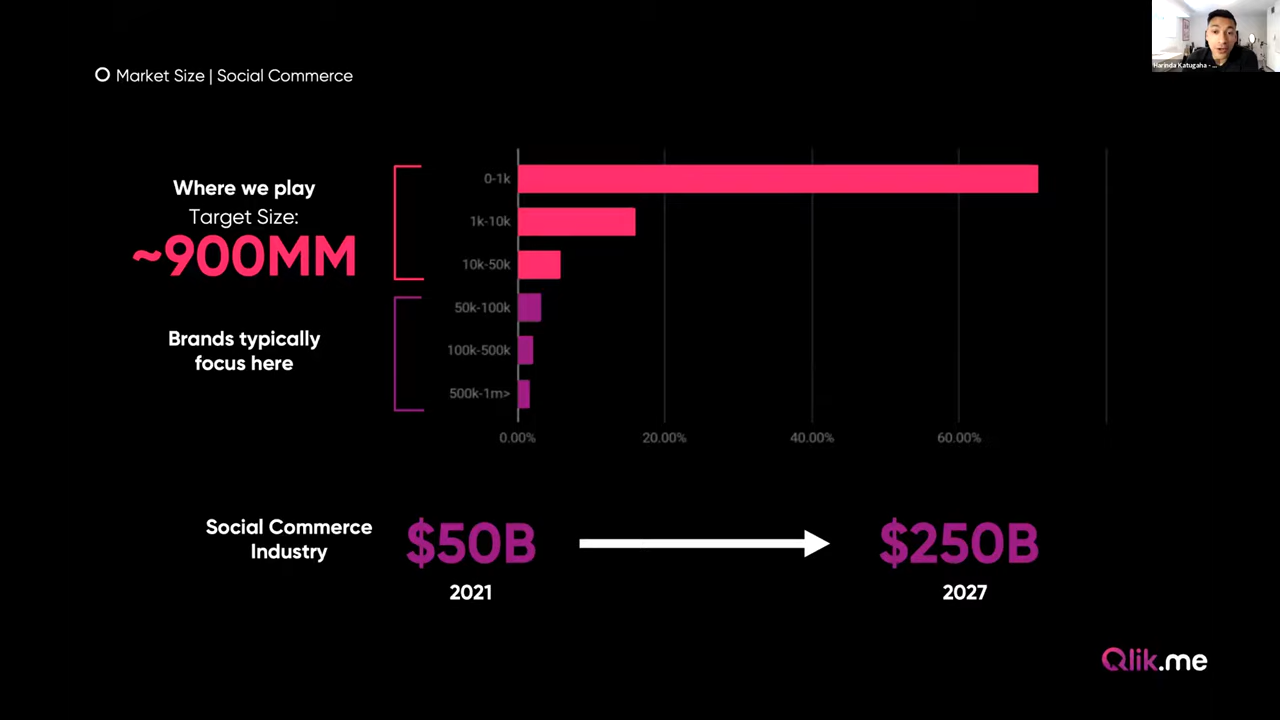 Market Size | Social Commerce
Harinda Katugaha - ...
Where we play
Target Size:
~900MM
Brands typically
focus here
0-1k
1k-10k
10k-50k
50k-100k
100k-500k
500k-1m>
0.00%
20.00%
40.00%
60.00%
Social Commerce
Industry
$50B
2021
$250B
2027
Qlik.me